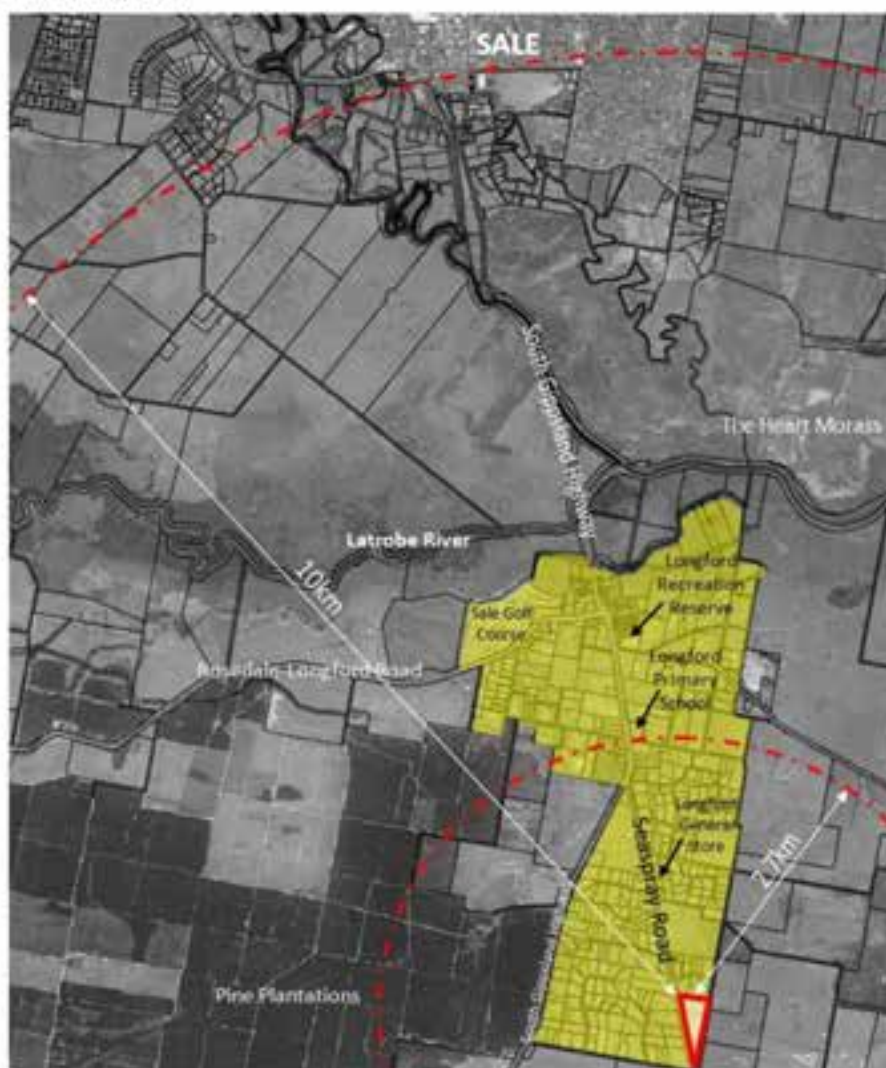 SALE
South Gippsland Highway
The Heart Morass
Latrobe River
10km
Longford
Recreation
Reserve
Sale Golf
Course
Rosedale-Longford Road
Longford
Primary
School
Longford
General
Store
Seaspray Road
2.7km
Pine Plantations